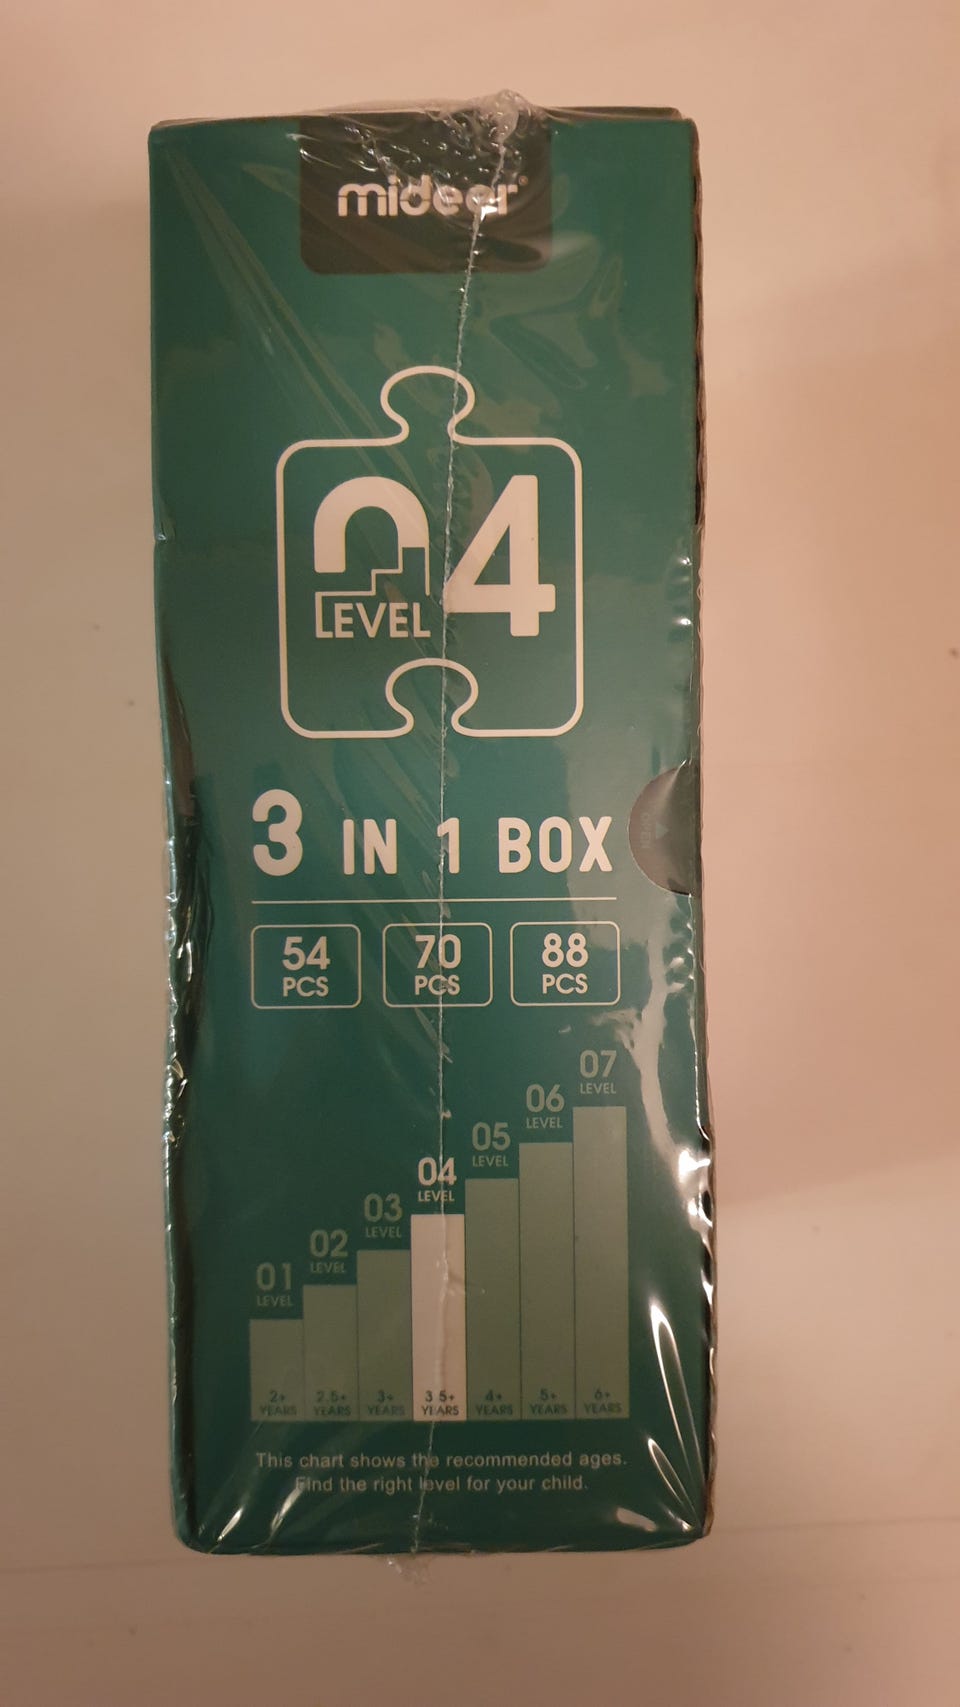 mideer®
04
LEVEL
3 IN 1 BOX
54 PCS
70 PCS
88 PCS
07 LEVEL
06 LEVEL
05 LEVEL
04 LEVEL
03 LEVEL
02 LEVEL
01 LEVEL
2+ YEARS
2.5+ YEARS
3+ YEARS
3.5+ YEARS
4+ YEARS
5+ YEARS
6+ YEARS
This chart shows the recommended ages.
Find the right level for your child.
OPEN